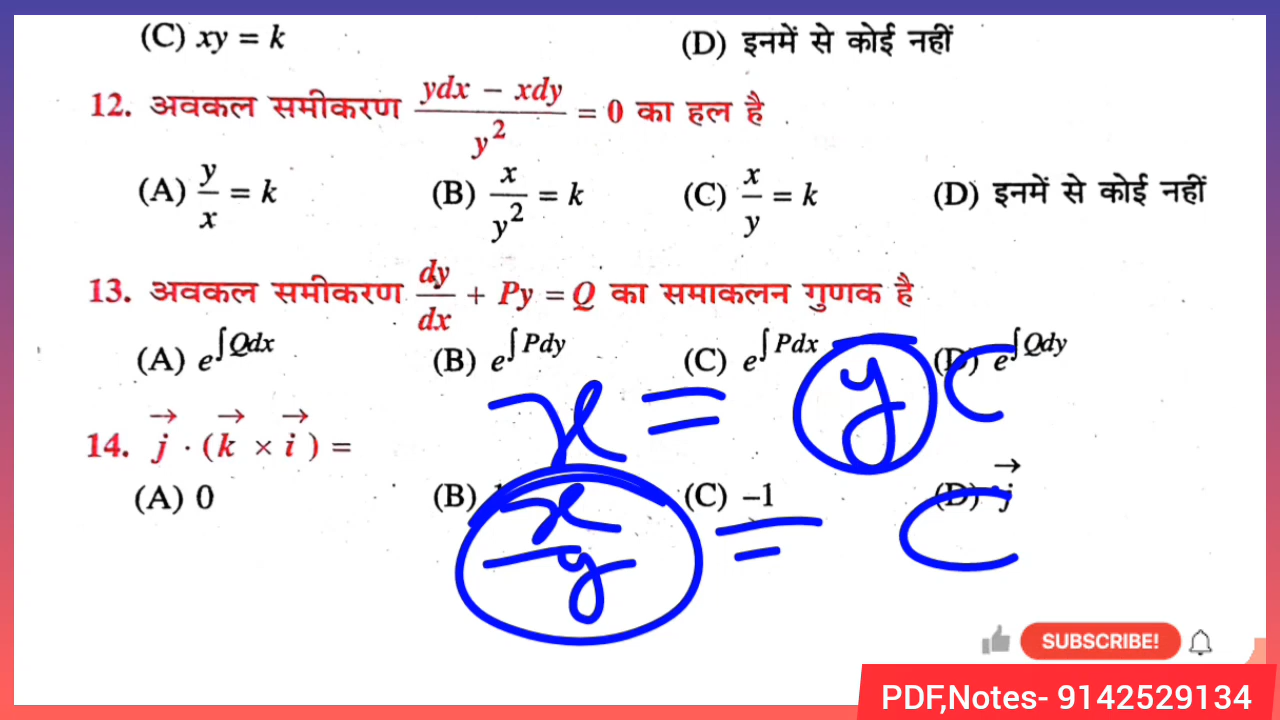 (C) xy = k (D) इनमें से कोई नहीं
12. अवकल समीकरण (ydx − xdy)/y² = 0 का हल है
(A) y/x = k (B) x/y² = k (C) x/y = k (D) इनमें से कोई नहीं
13. अवकल समीकरण dy/dx + Py = Q का समाकलन गुणक है
(A) e^∫Qdx (B) e^∫Pdy (C) e^∫Pdx (D) e^∫Qdy
x = y C
14. j⃗ · (k⃗ × i⃗) =
(A) 0 (B) (C) –1 (D) j⃗
x/y = C
SUBSCRIBE!
PDF,Notes- 9142529134